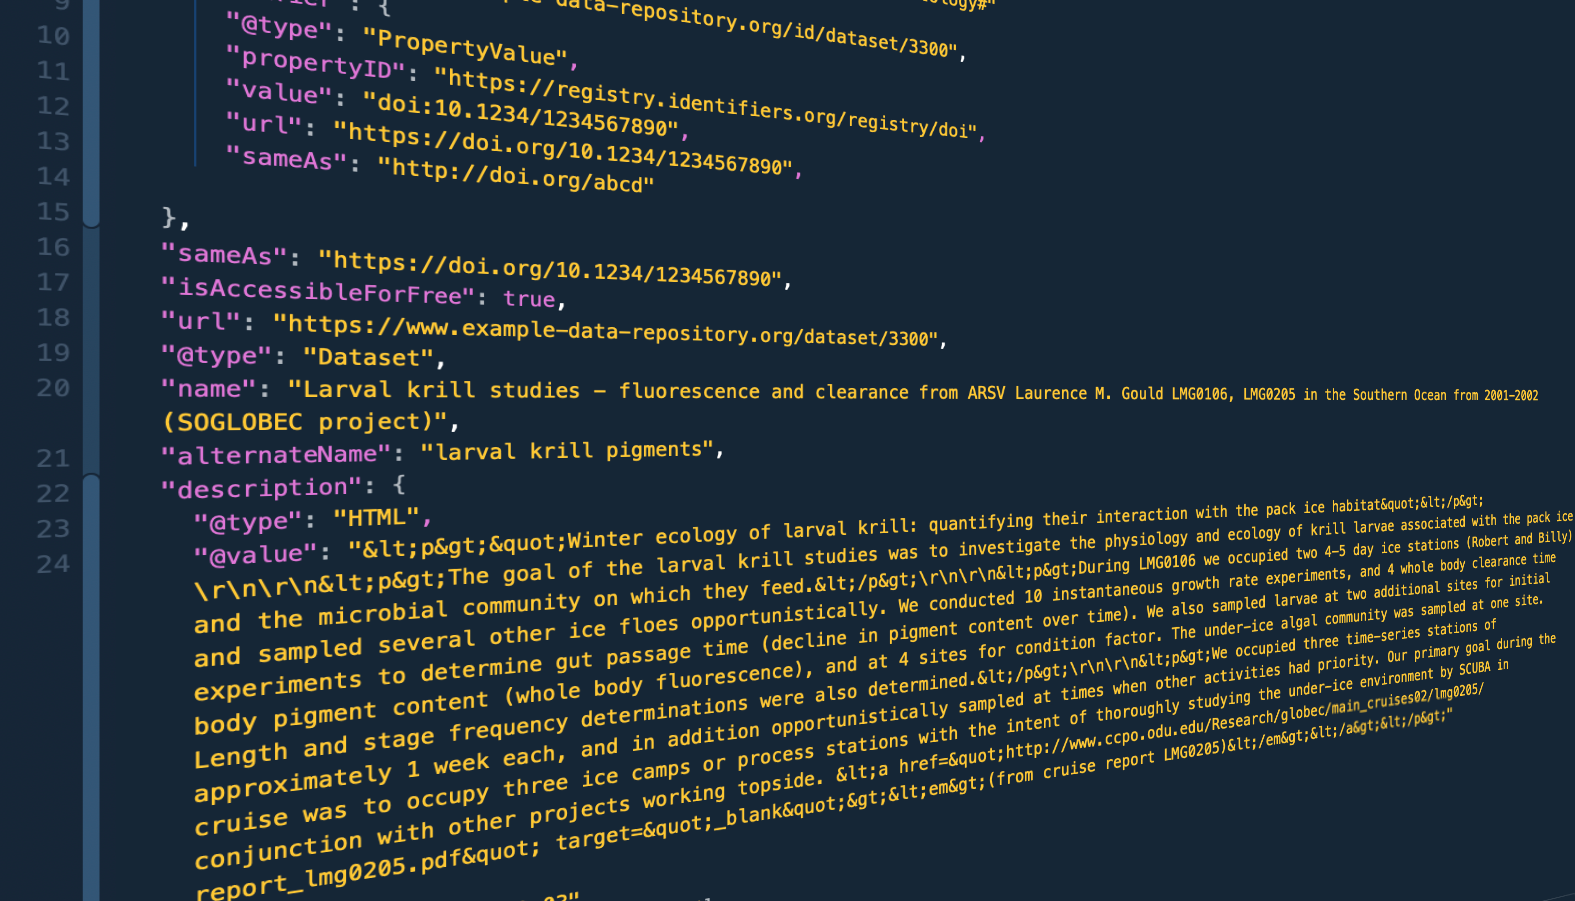 9
10 "@type": "PropertyValue",
11 "propertyID": "https://registry.identifiers.org/registry/doi",
12 "value": "doi:10.1234/1234567890",
13 "url": "https://doi.org/10.1234/1234567890",
14 "sameAs": "http://doi.org/abcd"
15 },
16 "sameAs": "https://doi.org/10.1234/1234567890",
17 "isAccessibleForFree": true,
18 "url": "https://www.example-data-repository.org/dataset/3300",
19 "@type": "Dataset",
20 "name": "Larval krill studies - fluorescence and clearance from ARSV Laurence M. Gould LMG0106, LMG0205 in the Southern Ocean from 2001-2002
(SOGLOBEC project)",
21 "alternateName": "larval krill pigments",
22 "description": {
23 "@type": "HTML",
24 "@value": "&lt;p&gt;&quot;Winter ecology of larval krill: quantifying their interaction with the pack ice habitat&quot;&lt;/p&gt;
\r\n\r\n&lt;p&gt;The goal of the larval krill studies was to investigate the physiology and ecology of krill larvae associated with the pack ice
and the microbial community on which they feed.&lt;/p&gt;\r\n\r\n&lt;p&gt;During LMG0106 we occupied two 4-5 day ice stations (Robert and Billy)
and sampled several other ice floes opportunistically. We conducted 10 instantaneous growth rate experiments, and 4 whole body clearance time
experiments to determine gut passage time (decline in pigment content over time). We also sampled larvae at two additional sites for initial
body pigment content (whole body fluorescence), and at 4 sites for condition factor. The under-ice algal community was sampled at one site.
Length and stage frequency determinations were also determined.&lt;/p&gt;\r\n\r\n&lt;p&gt;We occupied three time-series stations of
approximately 1 week each, and in addition opportunistically sampled at times when other activities had priority. Our primary goal during the
cruise was to occupy three ice camps or process stations with the intent of thoroughly studying the under-ice environment by SCUBA in
conjunction with other projects working topside. &lt;a href=&quot;http://www.ccpo.odu.edu/Research/globec/main_cruises02/lmg0205/
report_lmg0205.pdf&quot; target=&quot;_blank&quot;&gt;&lt;em&gt;(from cruise report LMG0205)&lt;/em&gt;&lt;/a&gt;&lt;/p&gt;"